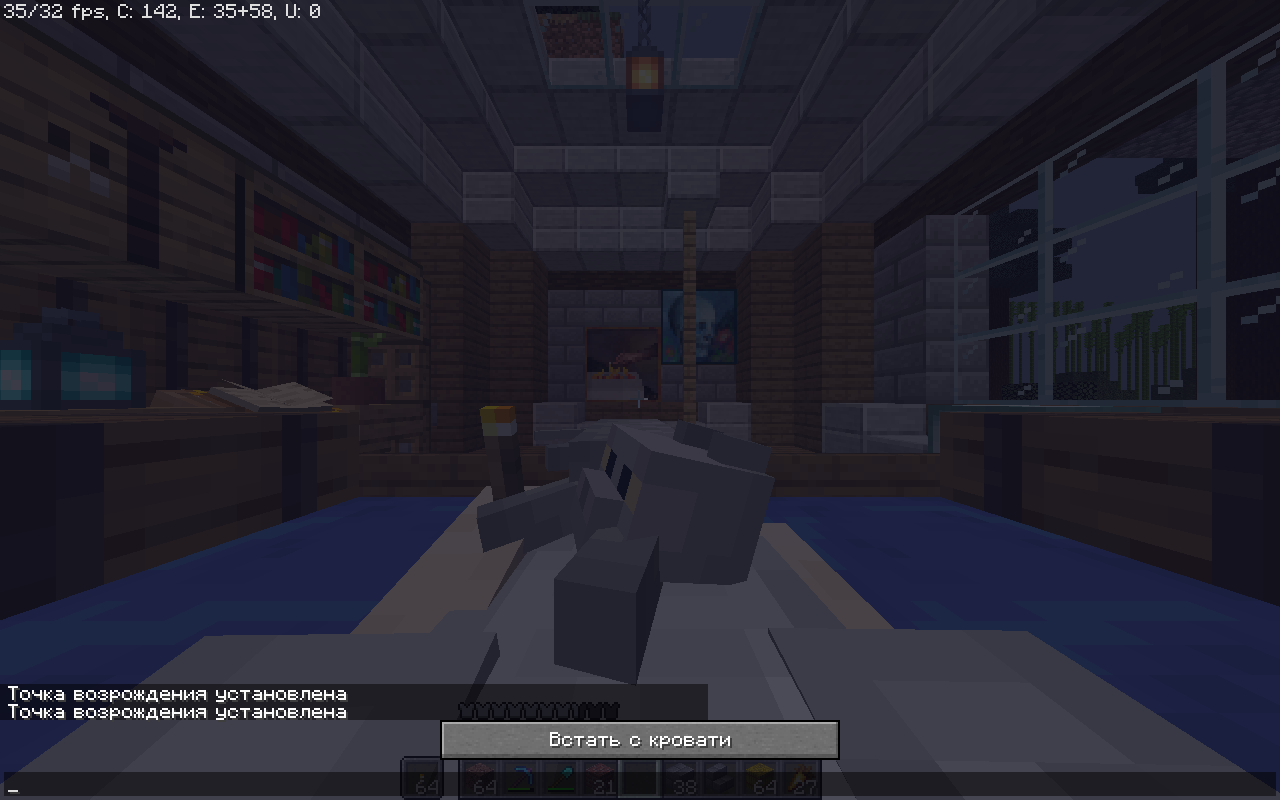 35/32 fps, C: 142, E: 35+58, U: 0
Точка возрождения установлена
Точка возрождения установлена
Встать с кровати
64 64 21 38 64 27
_